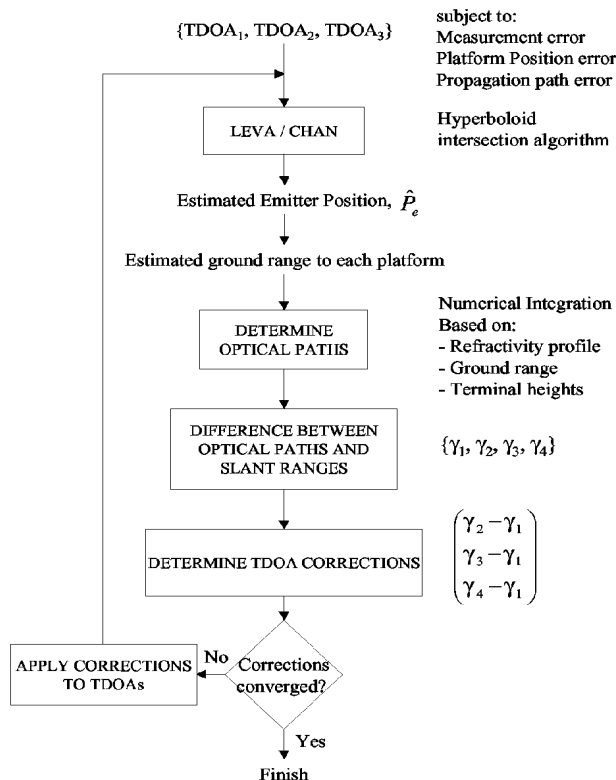 {TDOA₁, TDOA₂, TDOA₃}
subject to:
Measurement error
Platform Position error
Propagation path error
LEVA / CHAN
Hyperboloid
intersection algorithm
Estimated Emitter Position, P̂ₑ
Estimated ground range to each platform
DETERMINE
OPTICAL PATHS
Numerical Integration
Based on:
- Refractivity profile
- Ground range
- Terminal heights
DIFFERENCE BETWEEN
OPTICAL PATHS AND
SLANT RANGES
{γ₁, γ₂, γ₃, γ₄}
DETERMINE TDOA CORRECTIONS
γ₂ – γ₁
γ₃ – γ₁
γ₄ – γ₁
Corrections
converged?
No
APPLY CORRECTIONS
TO TDOAs
Yes
Finish